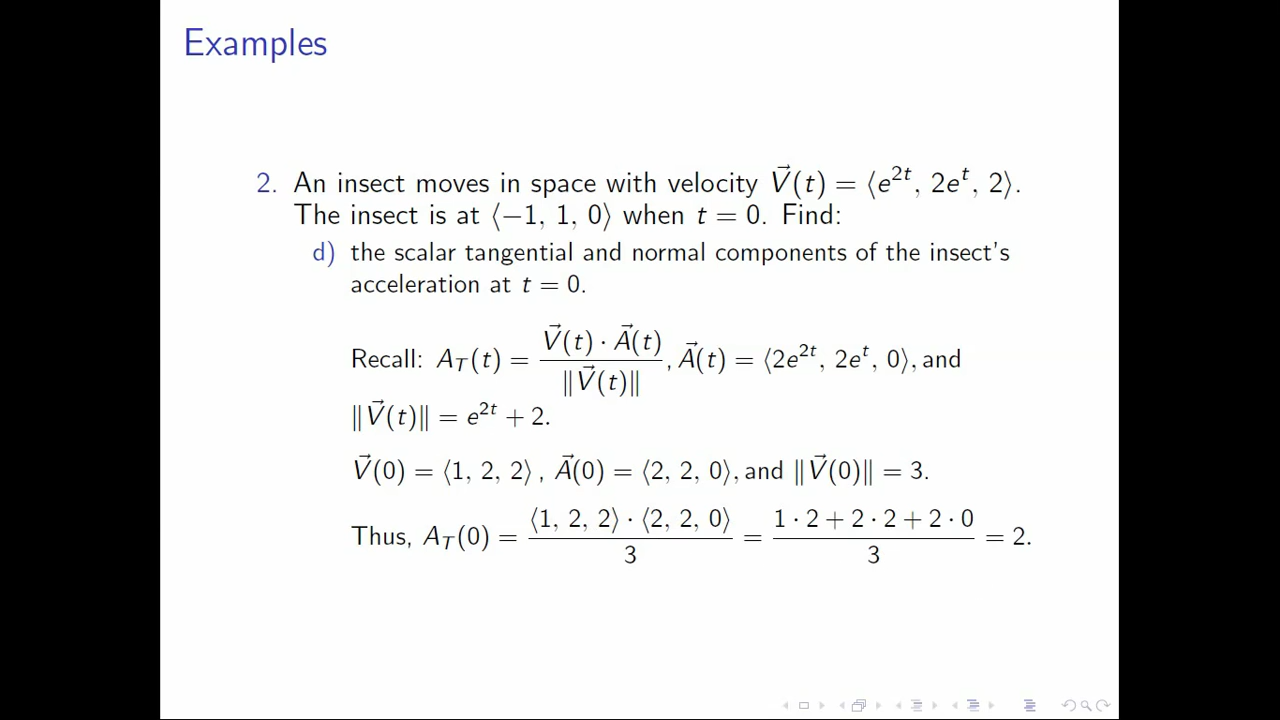 Examples
2. An insect moves in space with velocity V⃗(t) = ⟨e^{2t}, 2e^t, 2⟩.
The insect is at ⟨−1, 1, 0⟩ when t = 0. Find:
d) the scalar tangential and normal components of the insect's
acceleration at t = 0.
Recall: A_T(t) = \frac{V⃗(t) · A⃗(t)}{‖V⃗(t)‖}, A⃗(t) = ⟨2e^{2t}, 2e^t, 0⟩, and
‖V⃗(t)‖ = e^{2t} + 2.
V⃗(0) = ⟨1, 2, 2⟩, A⃗(0) = ⟨2, 2, 0⟩, and ‖V⃗(0)‖ = 3.
Thus, A_T(0) = \frac{⟨1, 2, 2⟩ · ⟨2, 2, 0⟩}{3} = \frac{1 · 2 + 2 · 2 + 2 · 0}{3} = 2.